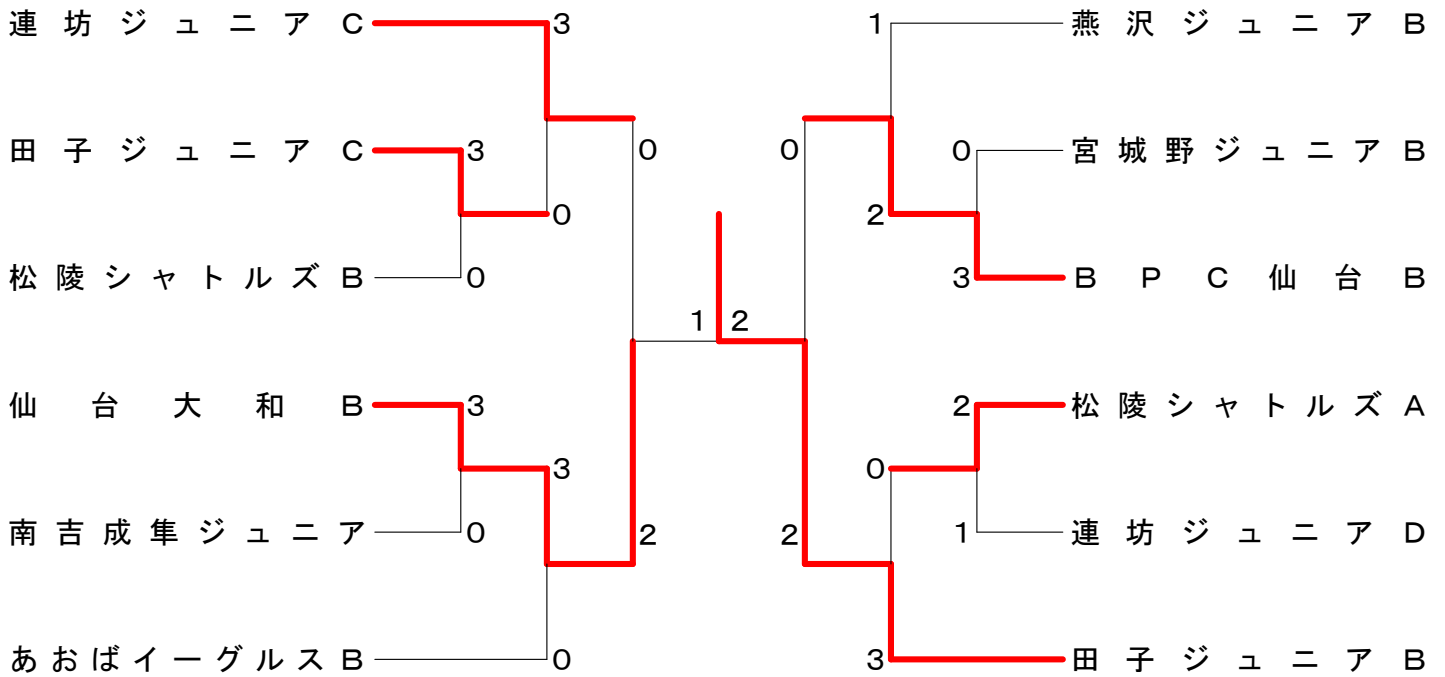 連坊ジュニアC 3 1 燕沢ジュニアB
田子ジュニアC 3 0 0 0 宮城野ジュニアB
0 2
松陵シャトルズB 0 3 BPC仙台B
1 2
仙台大和B 3 2 松陵シャトルズA
3 0
南吉成隼ジュニア 0 2 2 1 連坊ジュニアD
あおばイーグルスB 0 3 田子ジュニアB